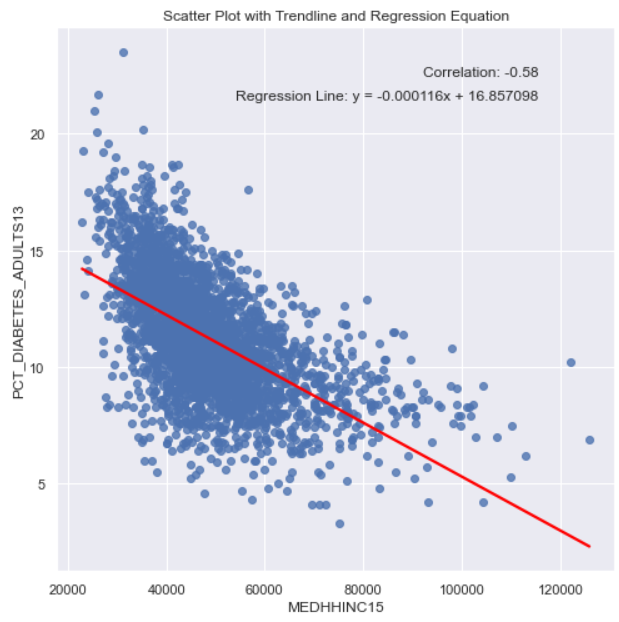 Scatter Plot with Trendline and Regression Equation
Correlation: -0.58
Regression Line: y = -0.000116x + 16.857098
PCT_DIABETES_ADULTS13
20
15
10
5
20000 40000 60000 80000 100000 120000
MEDHHINC15